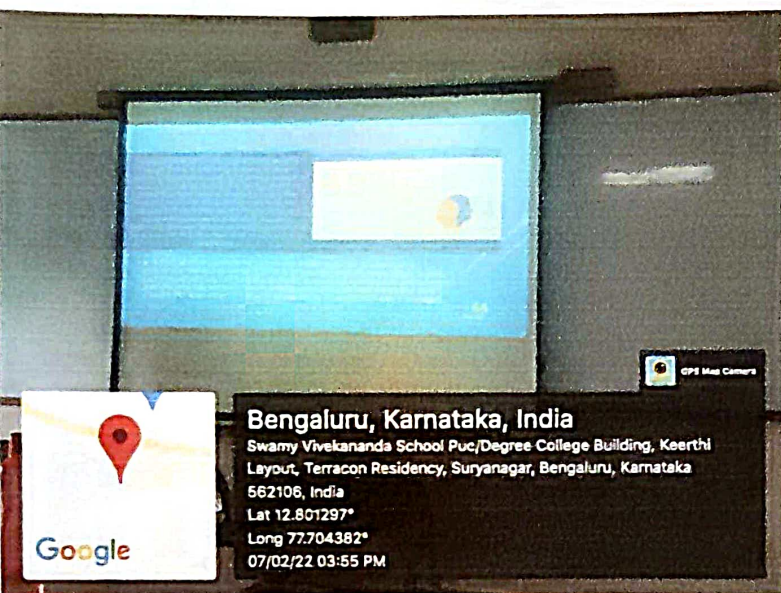 GPS Map Camera
Bengaluru, Karnataka, India
Swamy Vivekananda School Puc/Degree College Building, Keerthi
Layout, Terracon Residency, Suryanagar, Bengaluru, Karnataka
562106, India
Lat 12.801297°
Long 77.704382°
07/02/22 03:55 PM
Google